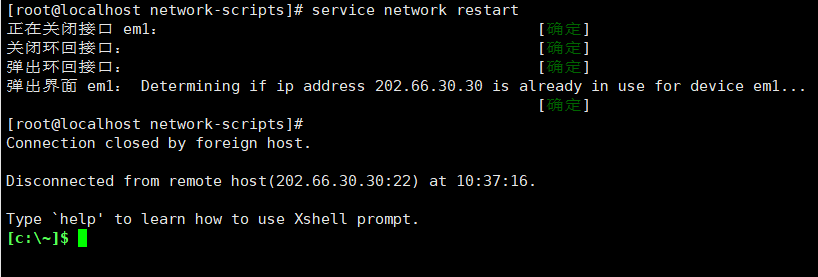 [root@localhost network-scripts]# service network restart
正在关闭接口 em1： [确定]
关闭环回接口： [确定]
弹出环回接口： [确定]
弹出界面 em1： Determining if ip address 202.66.30.30 is already in use for device em1...
[确定]
[root@localhost network-scripts]#
Connection closed by foreign host.
Disconnected from remote host(202.66.30.30:22) at 10:37:16.
Type `help' to learn how to use Xshell prompt.
[c:\~]$